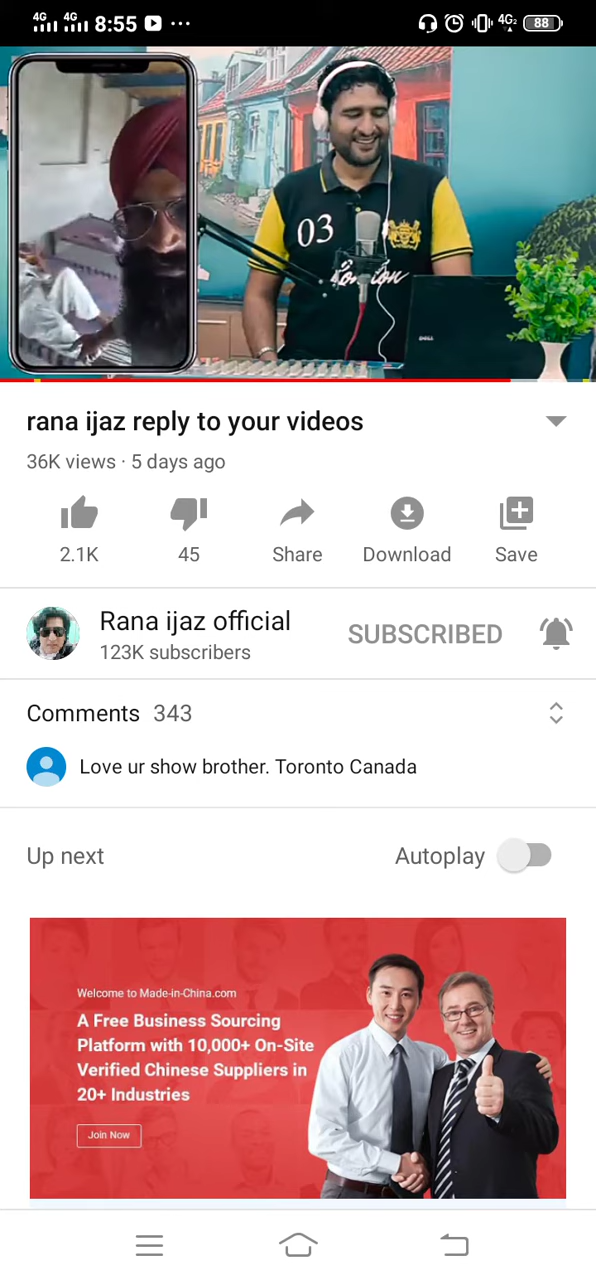 4G 4G 8:55 4G2 88
03
London
DELL
rana ijaz reply to your videos
36K views · 5 days ago
2.1K 45 Share Download Save
Rana ijaz official
123K subscribers
SUBSCRIBED
Comments 343
Love ur show brother. Toronto Canada
Up next Autoplay
Welcome to Made-in-China.com
A Free Business Sourcing
Platform with 10,000+ On-Site
Verified Chinese Suppliers in
20+ Industries
Join Now